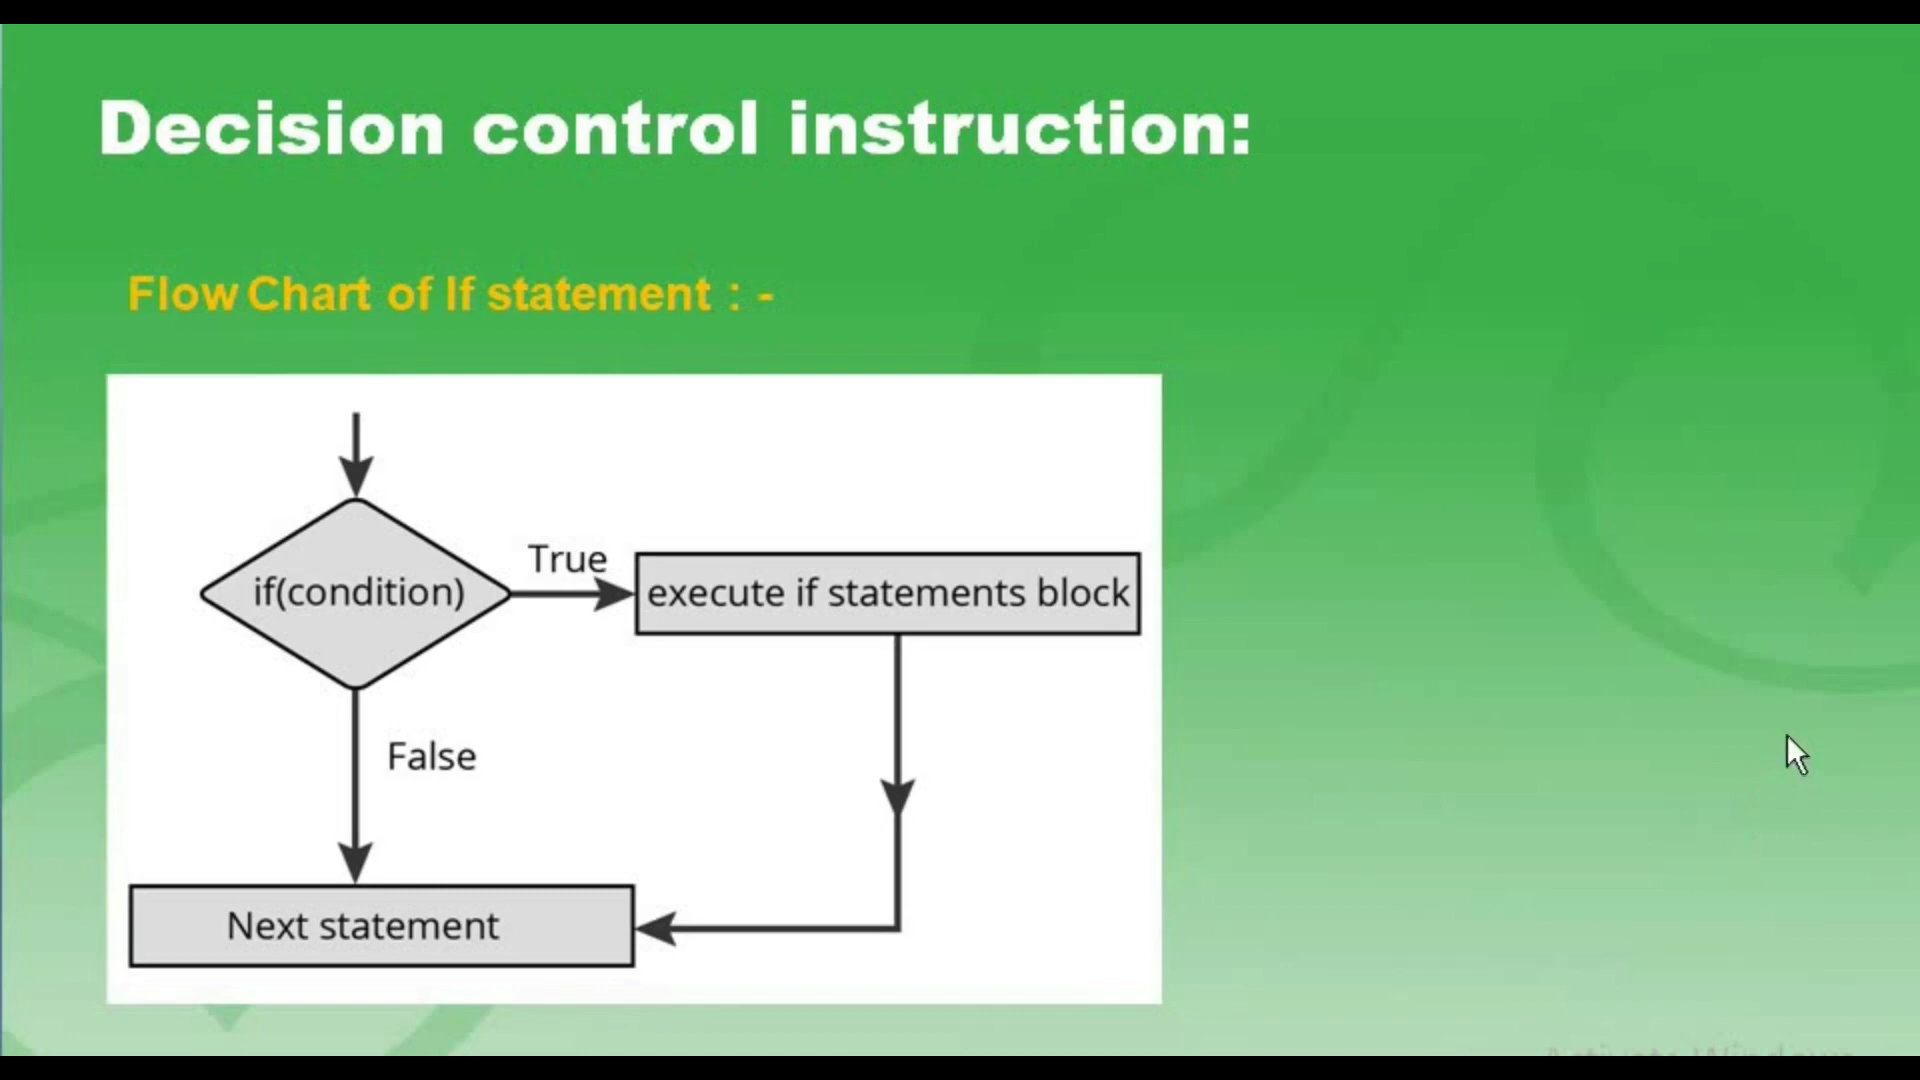 Decision control instruction:
Flow Chart of If statement : -
True
if(condition)
execute if statements block
False
Next statement